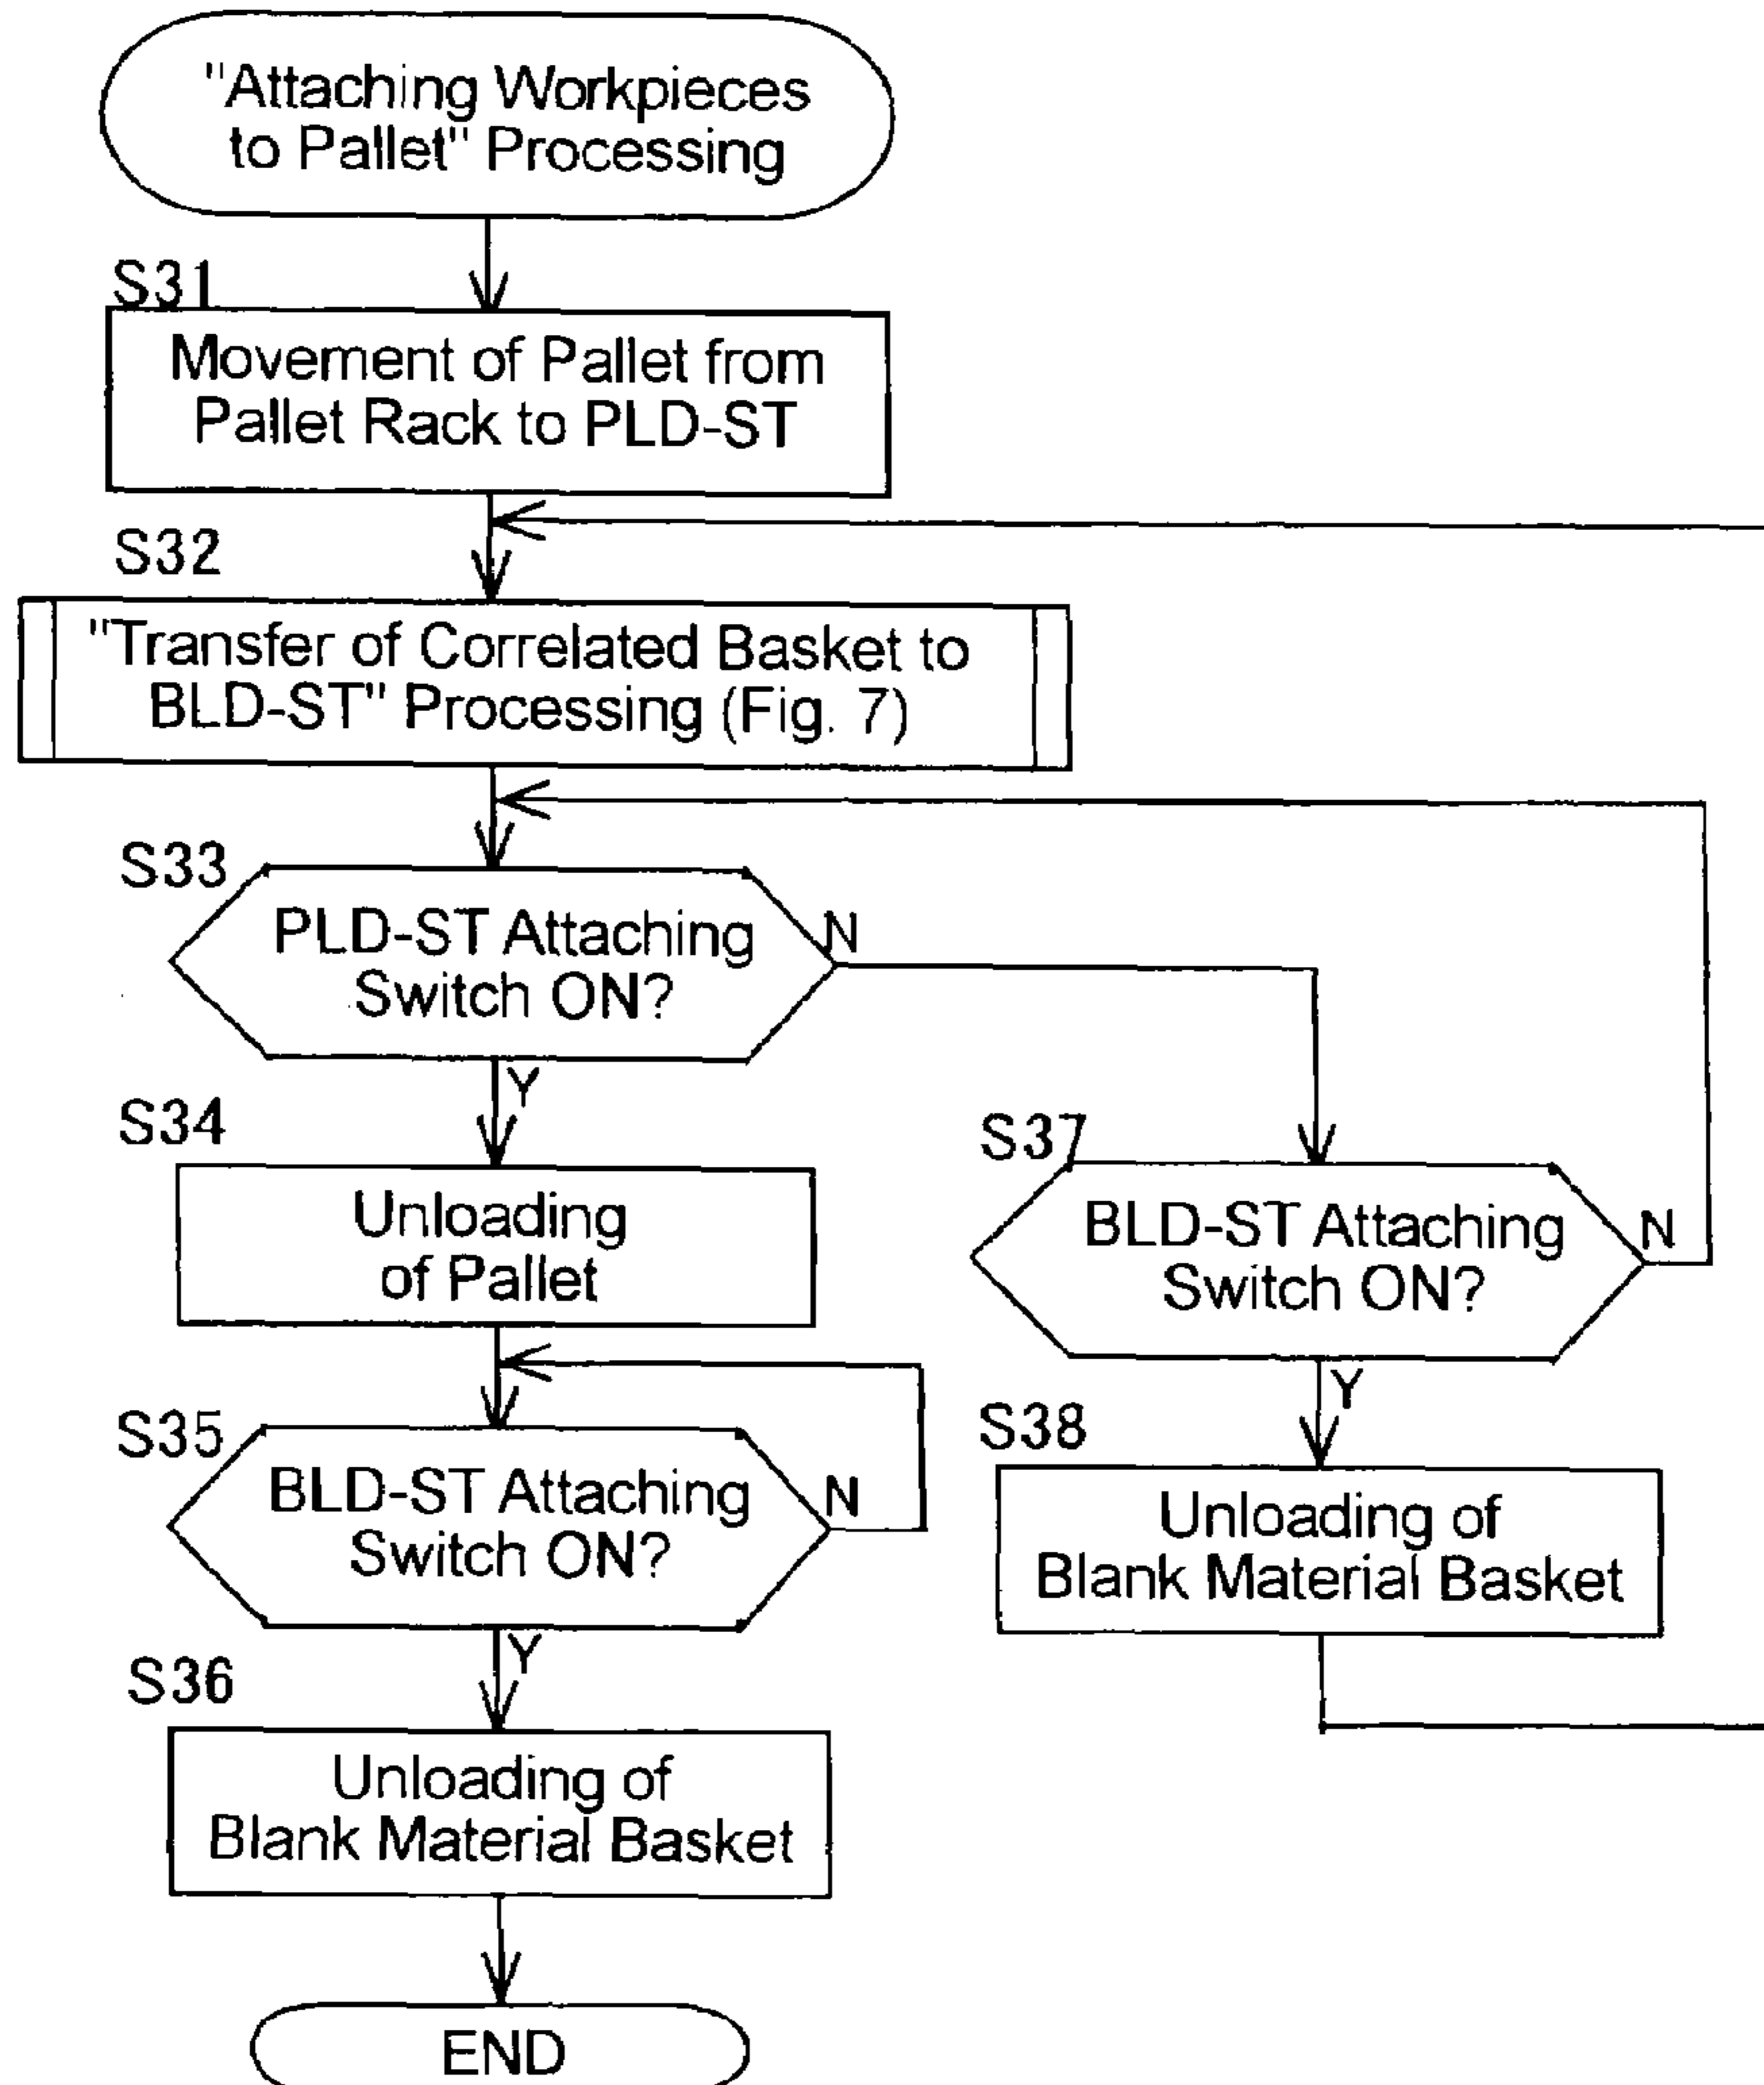 "Attaching Workpieces
to Pallet" Processing
S31
Movement of Pallet from
Pallet Rack to PLD-ST
S32
"Transfer of Correlated Basket to
BLD-ST" Processing (Fig. 7)
S33
PLD-ST Attaching
Switch ON?
N
Y
S34
Unloading
of Pallet
S35
BLD-ST Attaching
Switch ON?
N
Y
S36
Unloading of
Blank Material Basket
END
S37
BLD-ST Attaching
Switch ON?
N
Y
S38
Unloading of
Blank Material Basket